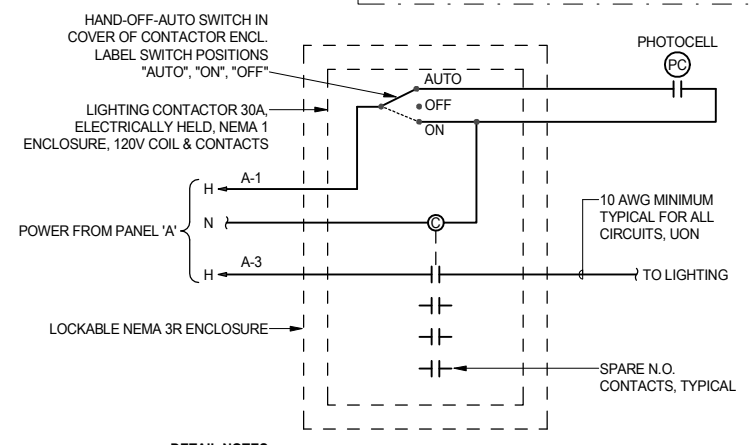 HAND-OFF-AUTO SWITCH IN
COVER OF CONTACTOR ENCL.
LABEL SWITCH POSITIONS
"AUTO", "ON", "OFF"
PHOTOCELL
PC
AUTO
OFF
ON
LIGHTING CONTACTOR 30A,
ELECTRICALLY HELD, NEMA 1
ENCLOSURE, 120V COIL & CONTACTS
H
A-1
POWER FROM PANEL 'A'
N
C
H
A-3
10 AWG MINIMUM
TYPICAL FOR ALL
CIRCUITS, UON
TO LIGHTING
LOCKABLE NEMA 3R ENCLOSURE
SPARE N.O.
CONTACTS, TYPICAL
DETAIL NOTES